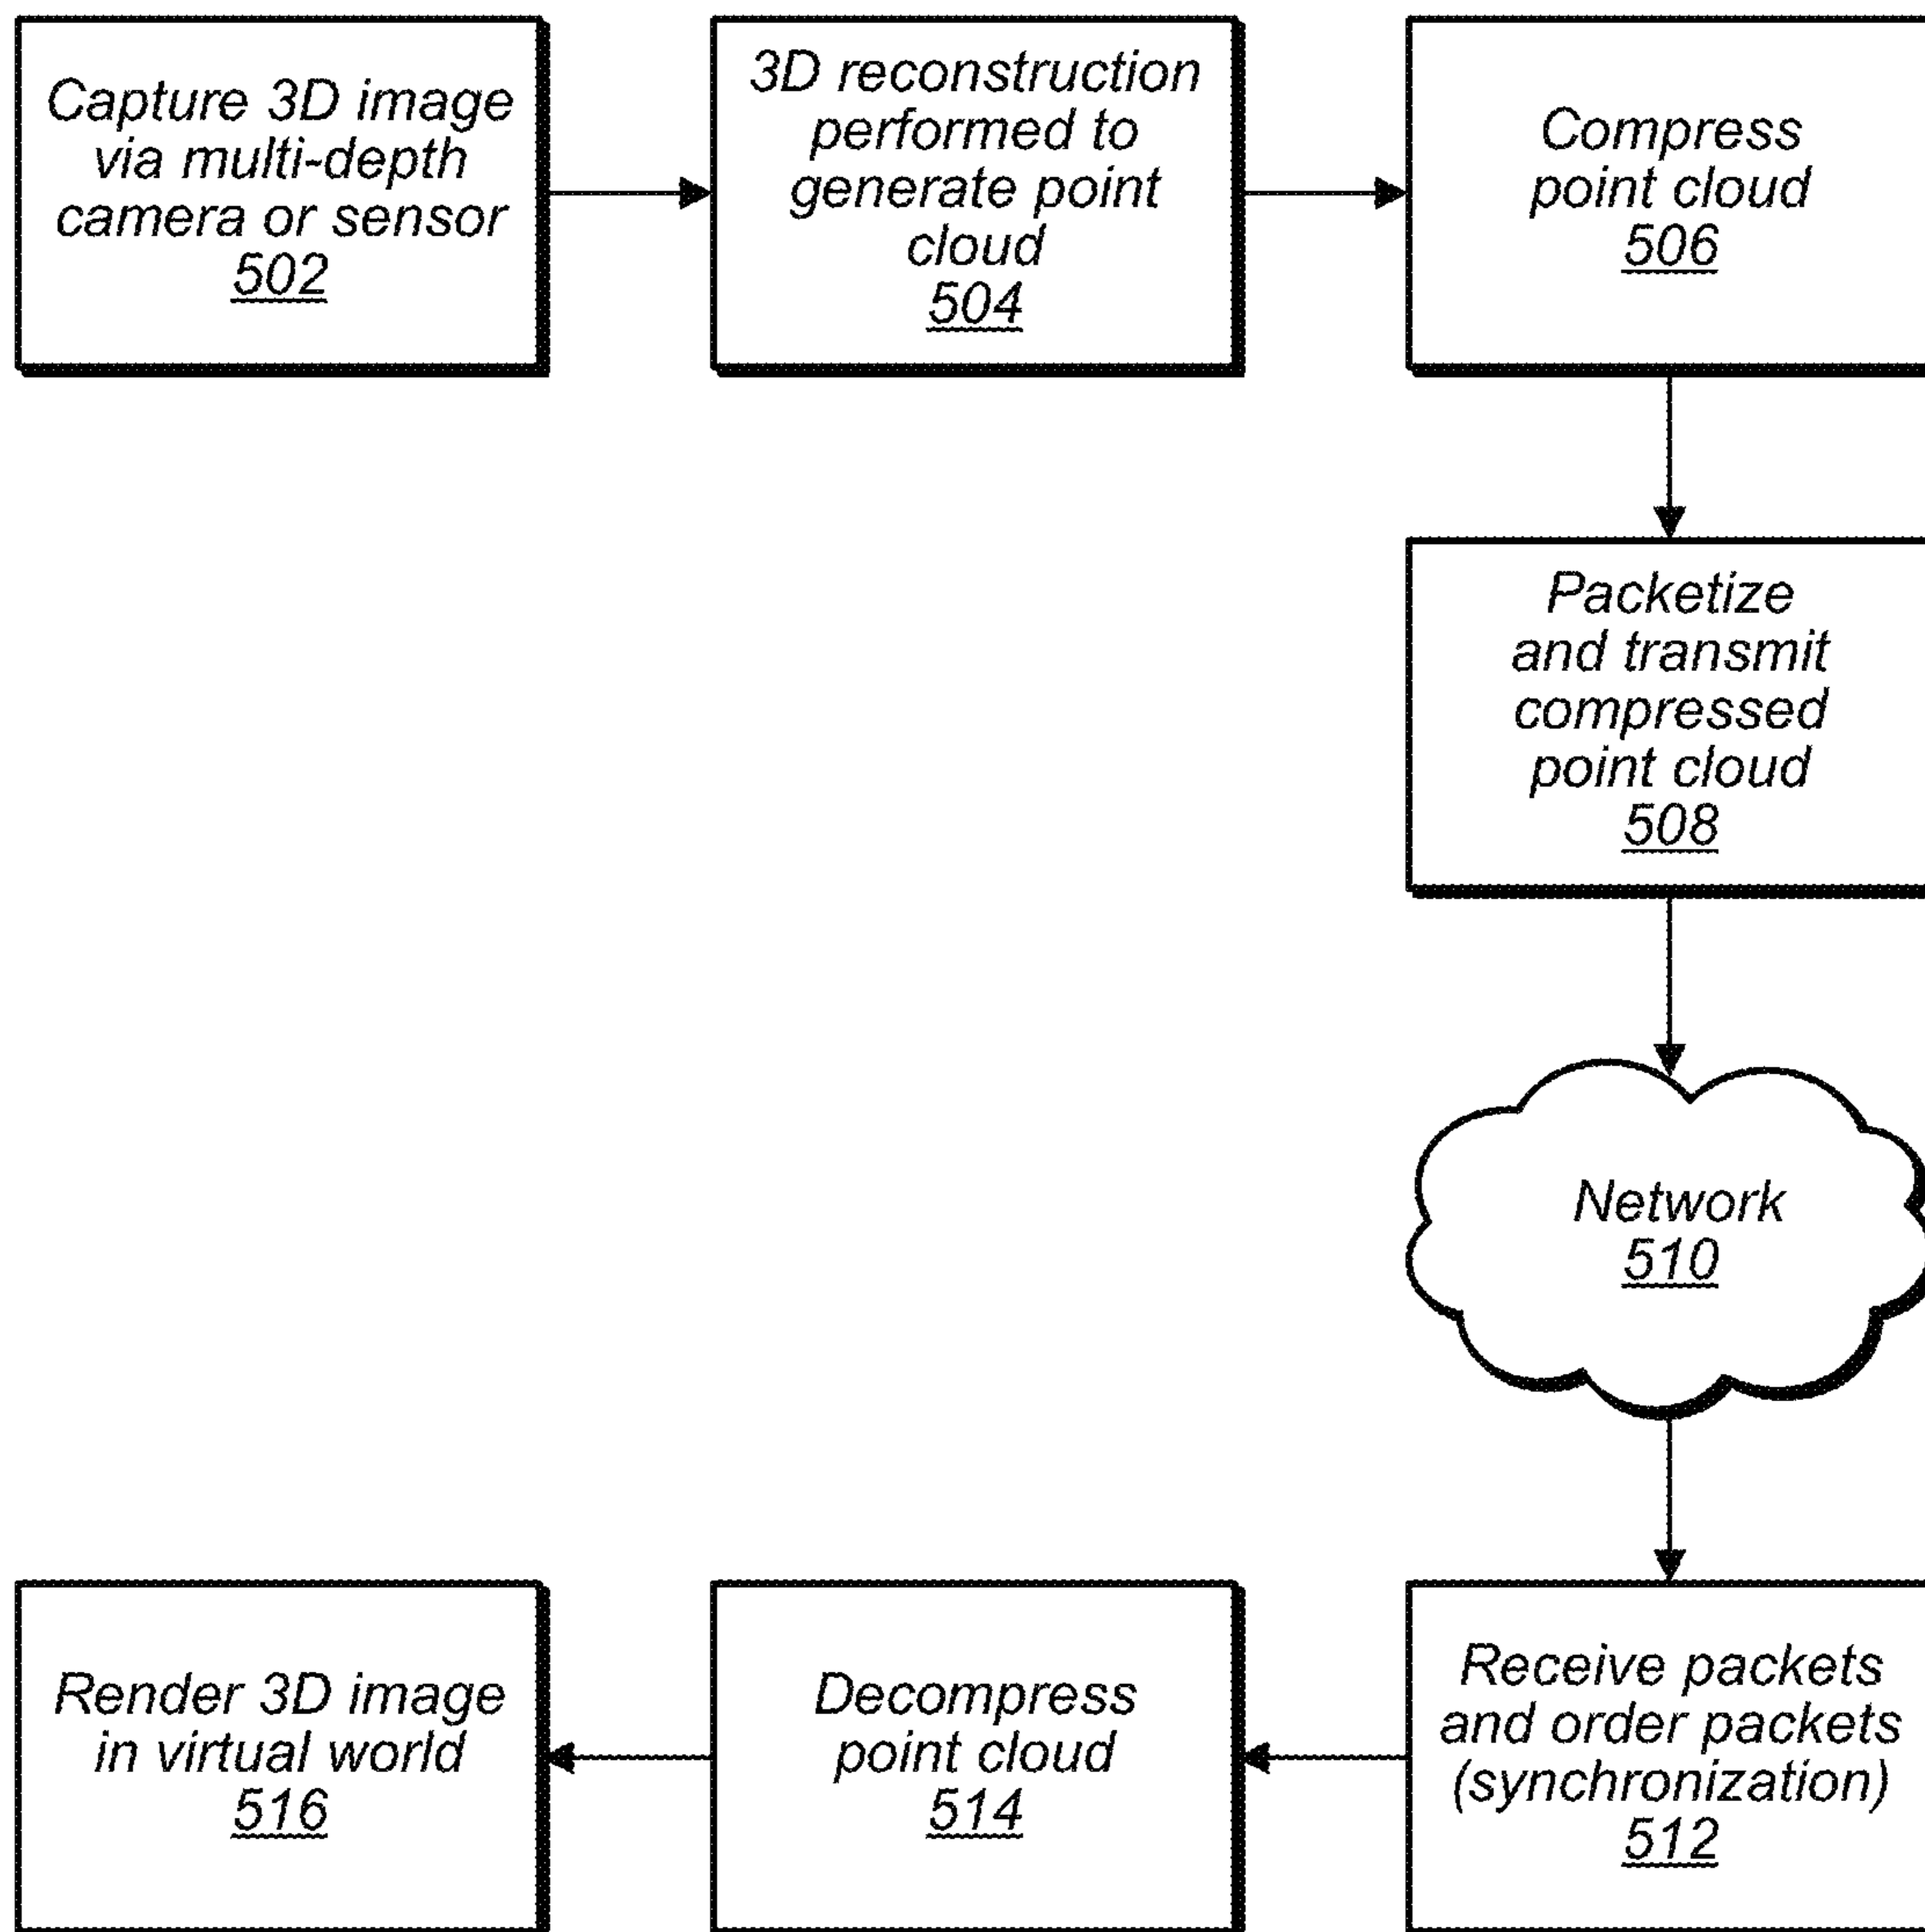 Capture 3D image
via multi-depth
camera or sensor
502
3D reconstruction
performed to
generate point
cloud
504
Compress
point cloud
506
Packetize
and transmit
compressed
point cloud
508
Network
510
Receive packets
and order packets
(synchronization)
512
Decompress
point cloud
514
Render 3D image
in virtual world
516